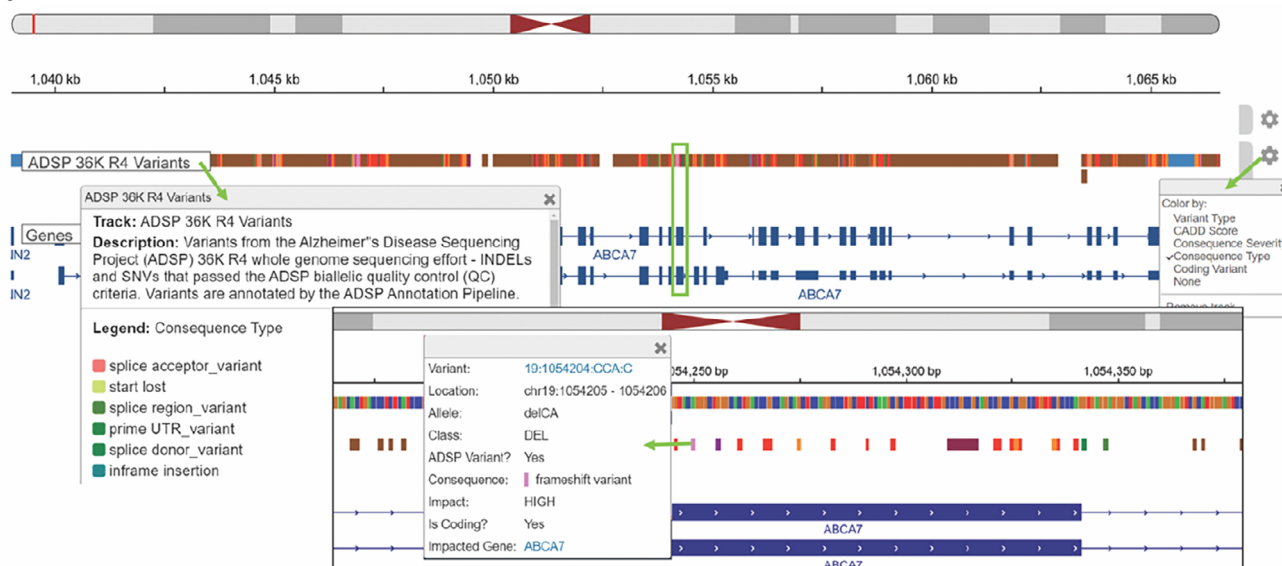 1,040 kb 1,045 kb 1,050 kb 1,055 kb 1,060 kb 1,065 kb
ADSP 36K R4 Variants
ADSP 36K R4 Variants
Track: ADSP 36K R4 Variants
Description: Variants from the Alzheimer"s Disease Sequencing
Project (ADSP) 36K R4 whole genome sequencing effort - INDELs
and SNVs that passed the ADSP biallelic quality control (QC)
criteria. Variants are annotated by the ADSP Annotation Pipeline.
Legend: Consequence Type
splice acceptor_variant
start lost
splice region_variant
prime UTR_variant
splice donor_variant
inframe insertion
Genes
IN2
IN2
ABCA7
ABCA7
Color by:
Variant Type
CADD Score
Consequence Severit
Consequence Type
Coding Variant
None
Remove track
054,250 bp 1,054,300 bp 1,054,350 bp
Variant: 19:1054204:CCA:C
Location: chr19:1054205 - 1054206
Allele: delCA
Class: DEL
ADSP Variant? Yes
Consequence: frameshift variant
Impact: HIGH
Is Coding? Yes
Impacted Gene: ABCA7
ABCA7
ABCA7